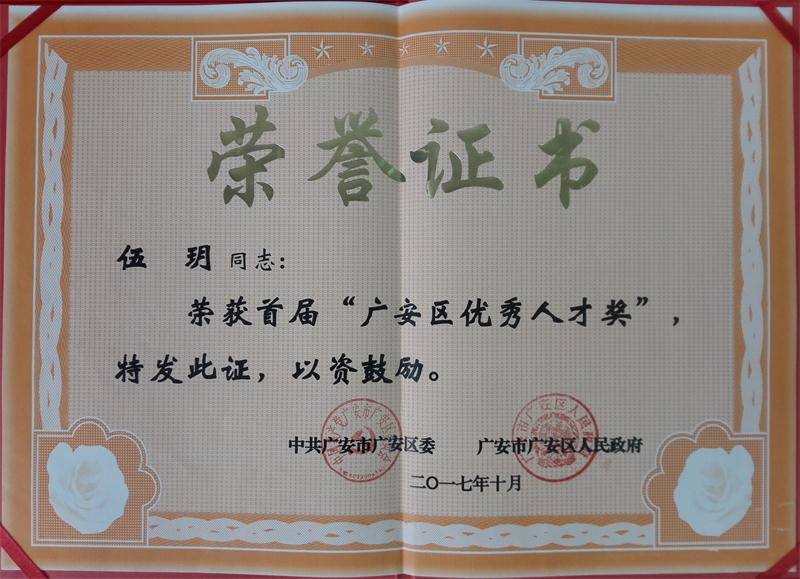 荣誉证书
伍 玥 同志：
荣获首届“广安区优秀人才奖”，
特发此证，以资鼓励。
中共广安市广安区委 广安市广安区人民政府
二〇一七年十月